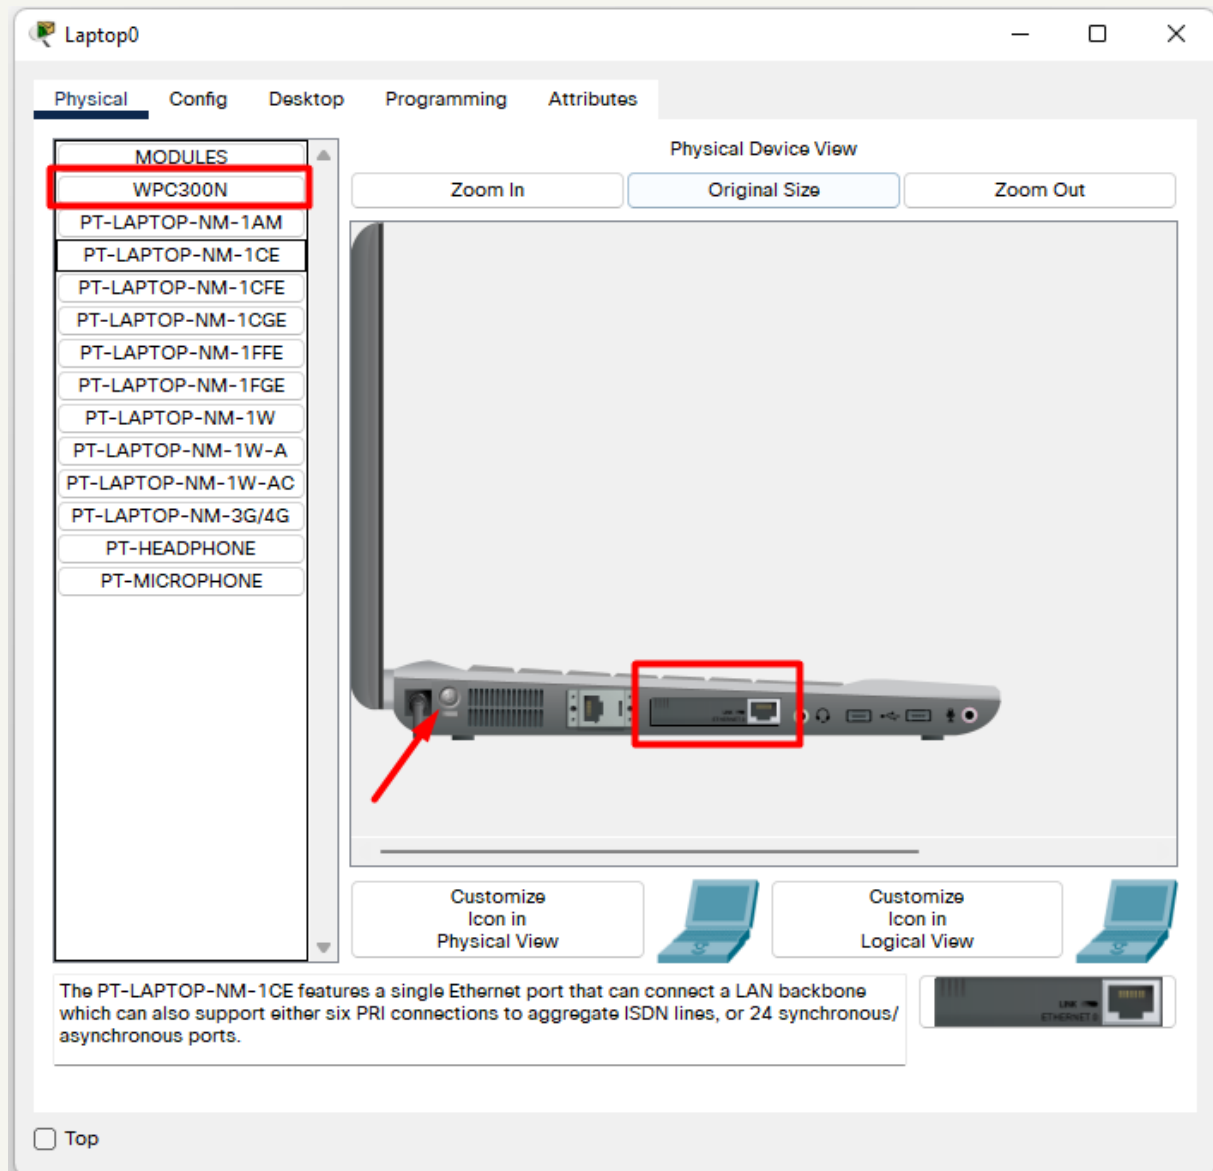 Laptop0
Physical Config Desktop Programming Attributes
MODULES
WPC300N
PT-LAPTOP-NM-1AM
PT-LAPTOP-NM-1CE
PT-LAPTOP-NM-1CFE
PT-LAPTOP-NM-1CGE
PT-LAPTOP-NM-1FFE
PT-LAPTOP-NM-1FGE
PT-LAPTOP-NM-1W
PT-LAPTOP-NM-1W-A
PT-LAPTOP-NM-1W-AC
PT-LAPTOP-NM-3G/4G
PT-HEADPHONE
PT-MICROPHONE
Physical Device View
Zoom In Original Size Zoom Out
Customize
Icon in
Physical View
Customize
Icon in
Logical View
The PT-LAPTOP-NM-1CE features a single Ethernet port that can connect a LAN backbone
which can also support either six PRI connections to aggregate ISDN lines, or 24 synchronous/
asynchronous ports.
LINK
ETHERNET 0
Top